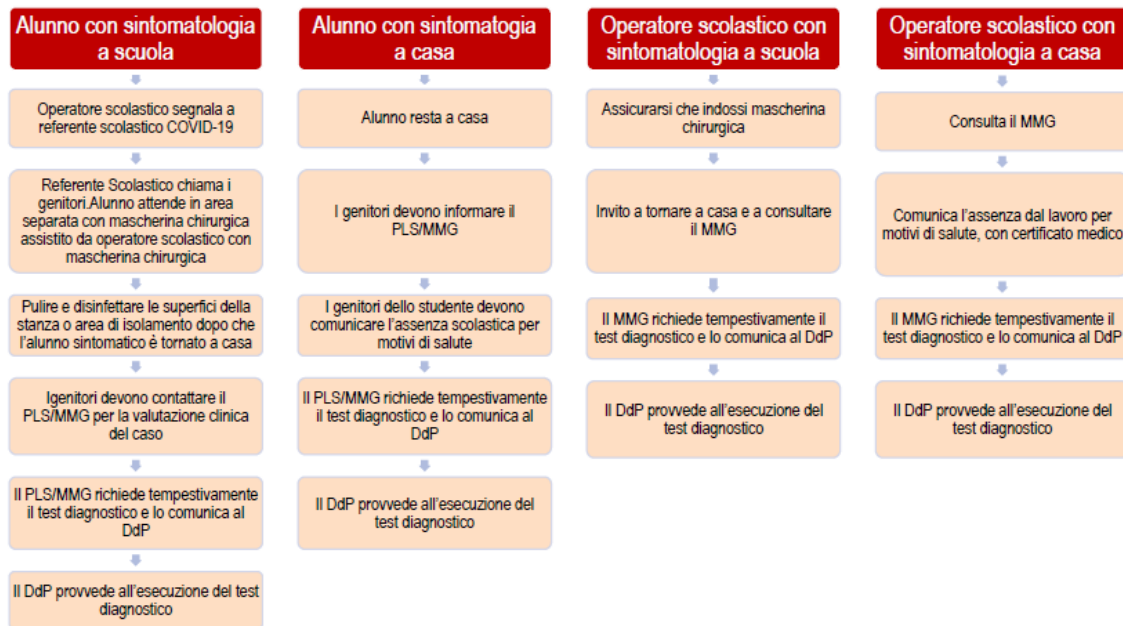 Alunno con sintomatologia
a scuola
Operatore scolastico segnala a
referente scolastico COVID-19
Referente Scolastico chiama i
genitori.Alunno attende in area
separata con mascherina chirurgica
assistito da operatore scolastico con
mascherina chirurgica
Pulire e disinfettare le superfici della
stanza o area di isolamento dopo che
l'alunno sintomatico è tornato a casa
Igenitori devono contattare il
PLS/MMG per la valutazione clinica
del caso
Il PLS/MMG richiede tempestivamente
il test diagnostico e lo comunica al
DdP
Il DdP provvede all'esecuzione del test
diagnostico
Alunno con sintomatogia
a casa
Alunno resta a casa
I genitori devono informare il
PLS/MMG
I genitori dello studente devono
comunicare l'assenza scolastica per
motivi di salute
Il PLS/MMG richiede tempestivamente
il test diagnostico e lo comunica al
DdP
Il DdP provvede all'esecuzione del
test diagnostico
Operatore scolastico con
sintomatologia a scuola
Assicurarsi che indossi mascherina
chirurgica
Invito a tornare a casa e a consultare
il MMG
Il MMG richiede tempestivamente il
test diagnostico e lo comunica al DdP
Il DdP provvede all'esecuzione del
test diagnostico
Operatore scolastico con
sintomatologia a casa
Consulta il MMG
Comunica l'assenza dal lavoro per
motivi di salute, con certificato medico
Il MMG richiede tempestivamente il
test diagnostico e lo comunica al DdP
Il DdP provvede all'esecuzione del
test diagnostico